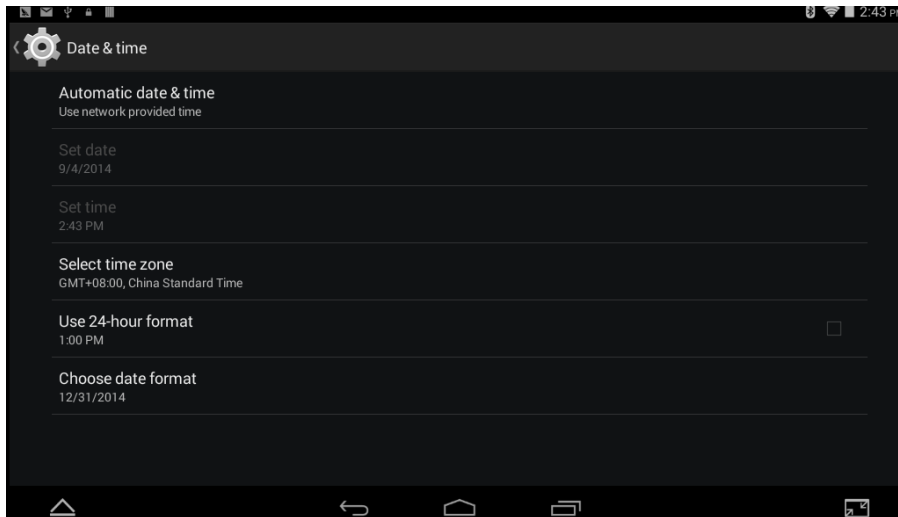 2:43 PM
Date & time
Automatic date & time
Use network provided time
Set date
9/4/2014
Set time
2:43 PM
Select time zone
GMT+08:00, China Standard Time
Use 24-hour format
1:00 PM
Choose date format
12/31/2014